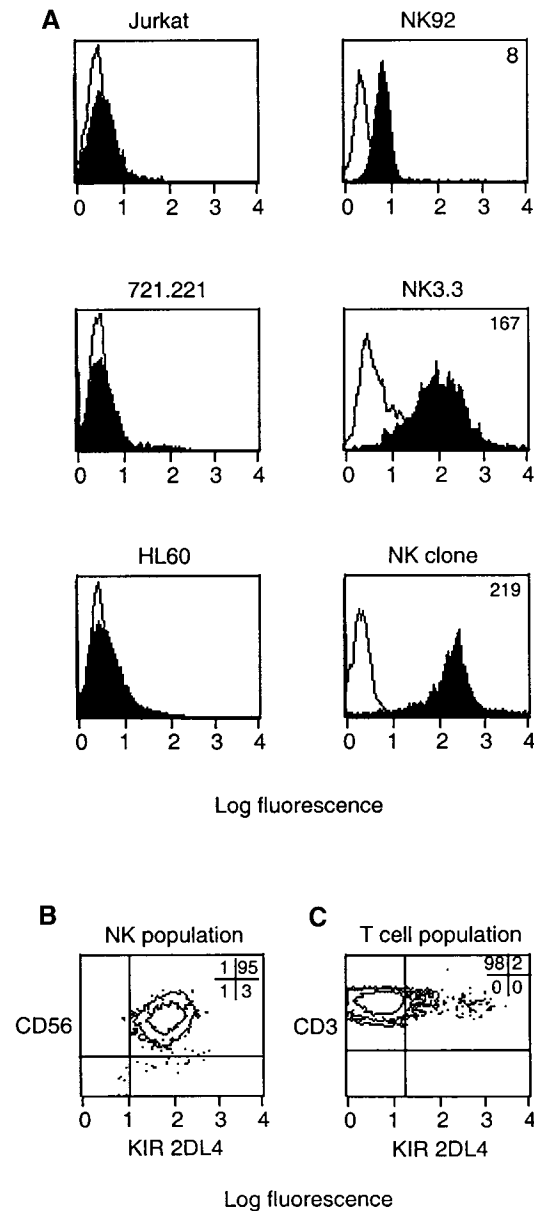 A
Jurkat
NK92
8
0 1 2 3 4
0 1 2 3 4
721.221
NK3.3
167
0 1 2 3 4
0 1 2 3 4
HL60
NK clone
219
0 1 2 3 4
0 1 2 3 4
Log fluorescence
B
NK population
1 95
1 3
CD56
0 1 2 3 4
KIR 2DL4
C
T cell population
98 2
0 0
CD3
0 1 2 3 4
KIR 2DL4
Log fluorescence